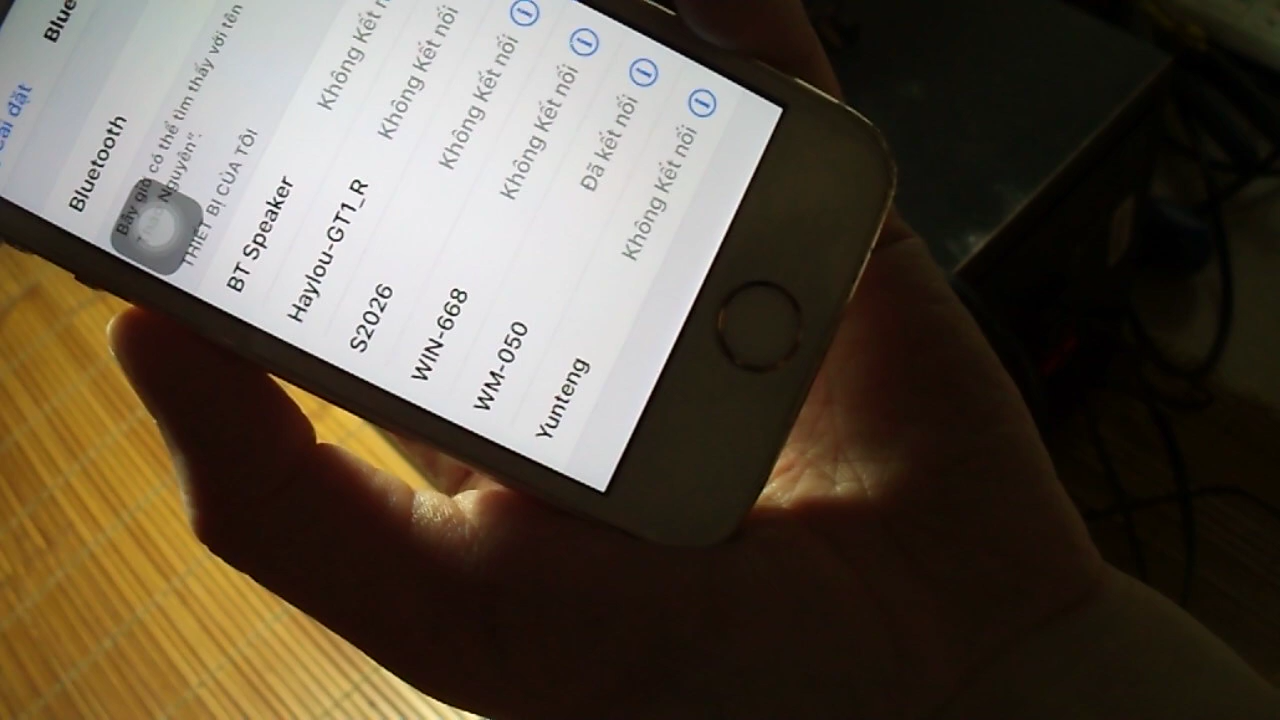 Cài đặt
Blue
Bluetooth
Bây giờ có thể tìm thấy với tên
Nguyên".
THIẾT BỊ CỦA TÔI
BT Speaker Không Kết n
Haylou-GT1_R Không Kết nối
S2026 Không Kết nối
WIN-668 Không Kết nối
WM-050 Đã kết nối
Yunteng Không Kết nối